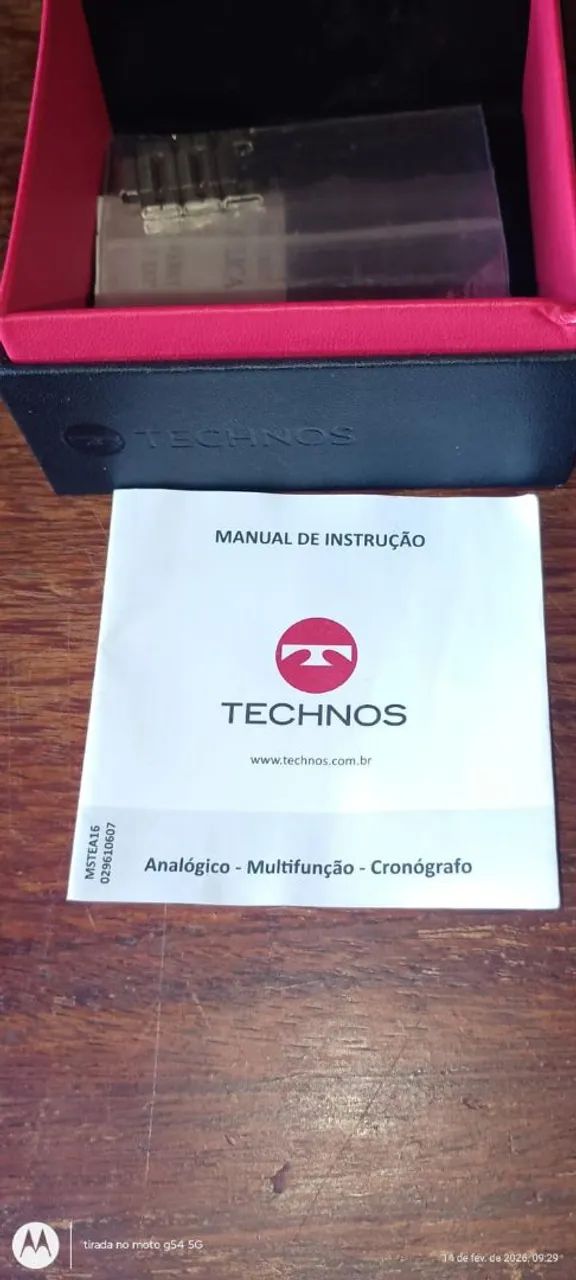 TECHNOS
MANUAL DE INSTRUÇÃO
TECHNOS
www.technos.com.br
MSTEA16
029610607
Analógico - Multifunção - Cronógrafo
tirada no moto g54 5G
14 de fev. de 2026, 09:29